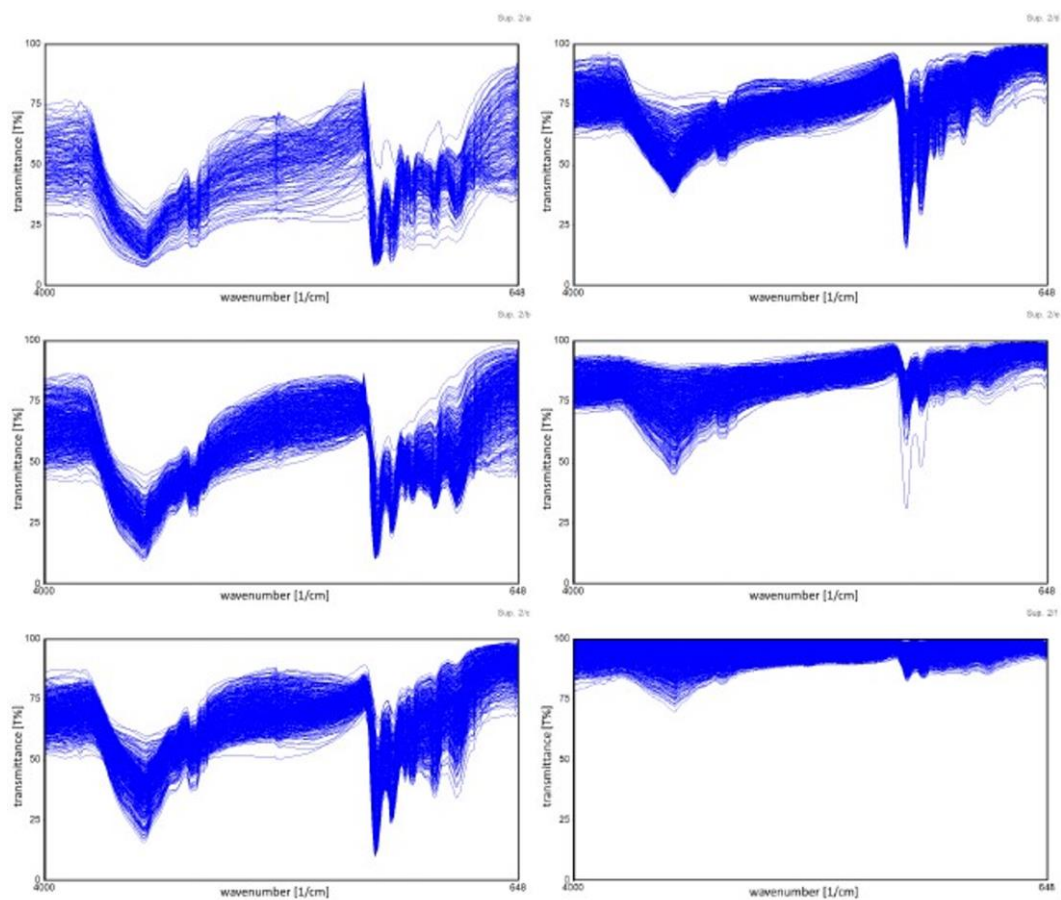 Sup. 2/a
100
75
50
25
0
transmittance [T%]
4000
wavenumber [1/cm]
648
Sup. 2/d
100
75
50
25
0
transmittance [T%]
4000
wavenumber [1/cm]
648
Sup. 2/b
100
75
50
25
0
transmittance [T%]
4000
wavenumber [1/cm]
648
Sup. 2/e
100
75
50
25
0
transmittance [T%]
4000
wavenumber [1/cm]
648
Sup. 2/c
100
75
50
25
0
transmittance [T%]
4000
wavenumber [1/cm]
648
Sup. 2/f
100
75
50
25
0
transmittance [T%]
4000
wavenumber [1/cm]
648